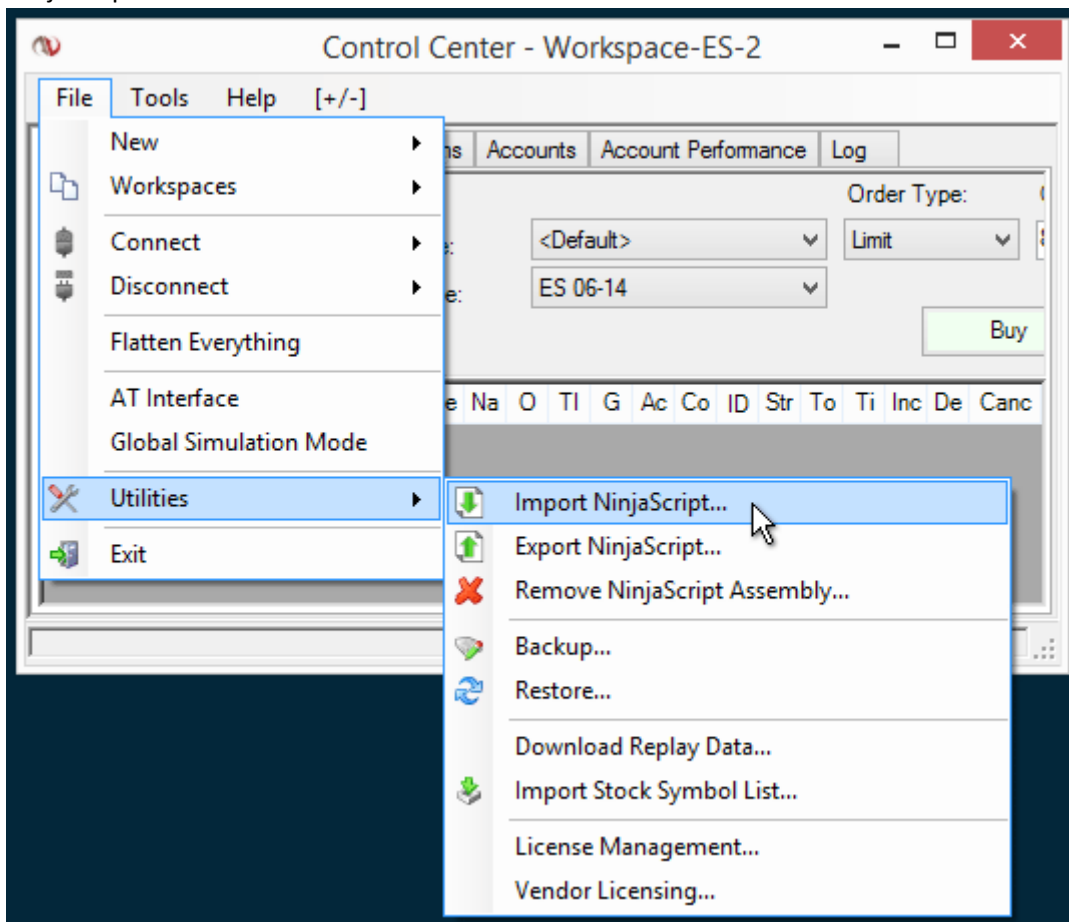 Control Center - Workspace-ES-2
File Tools Help [+/-]
New
Workspaces
Connect
Disconnect
Flatten Everything
AT Interface
Global Simulation Mode
Utilities
Exit
Accounts Account Performance Log
Order Type:
<Default> Limit
ES 06-14
Buy
Na O TI G Ac Co ID Str To Ti Inc De Canc
Import NinjaScript...
Export NinjaScript...
Remove NinjaScript Assembly...
Backup...
Restore...
Download Replay Data...
Import Stock Symbol List...
License Management...
Vendor Licensing...